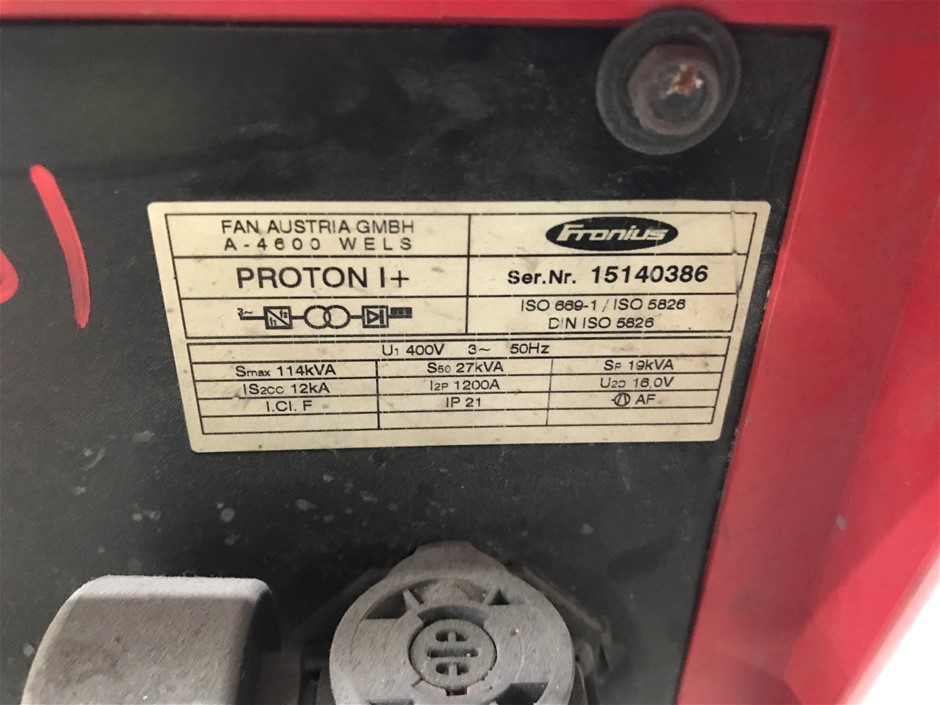 FAN AUSTRIA GMBH
A-4600 WELS
Fronius
PROTON I+
Ser.Nr. 15140386
3~
ISO 669-1 / ISO 5826
DIN ISO 5826
U1 400V 3~ 50Hz
Smax 114kVA S50 27kVA SP 19kVA
IS2CC 12kA I2P 1200A U20 16,0V
I.CI. F IP 21 AF